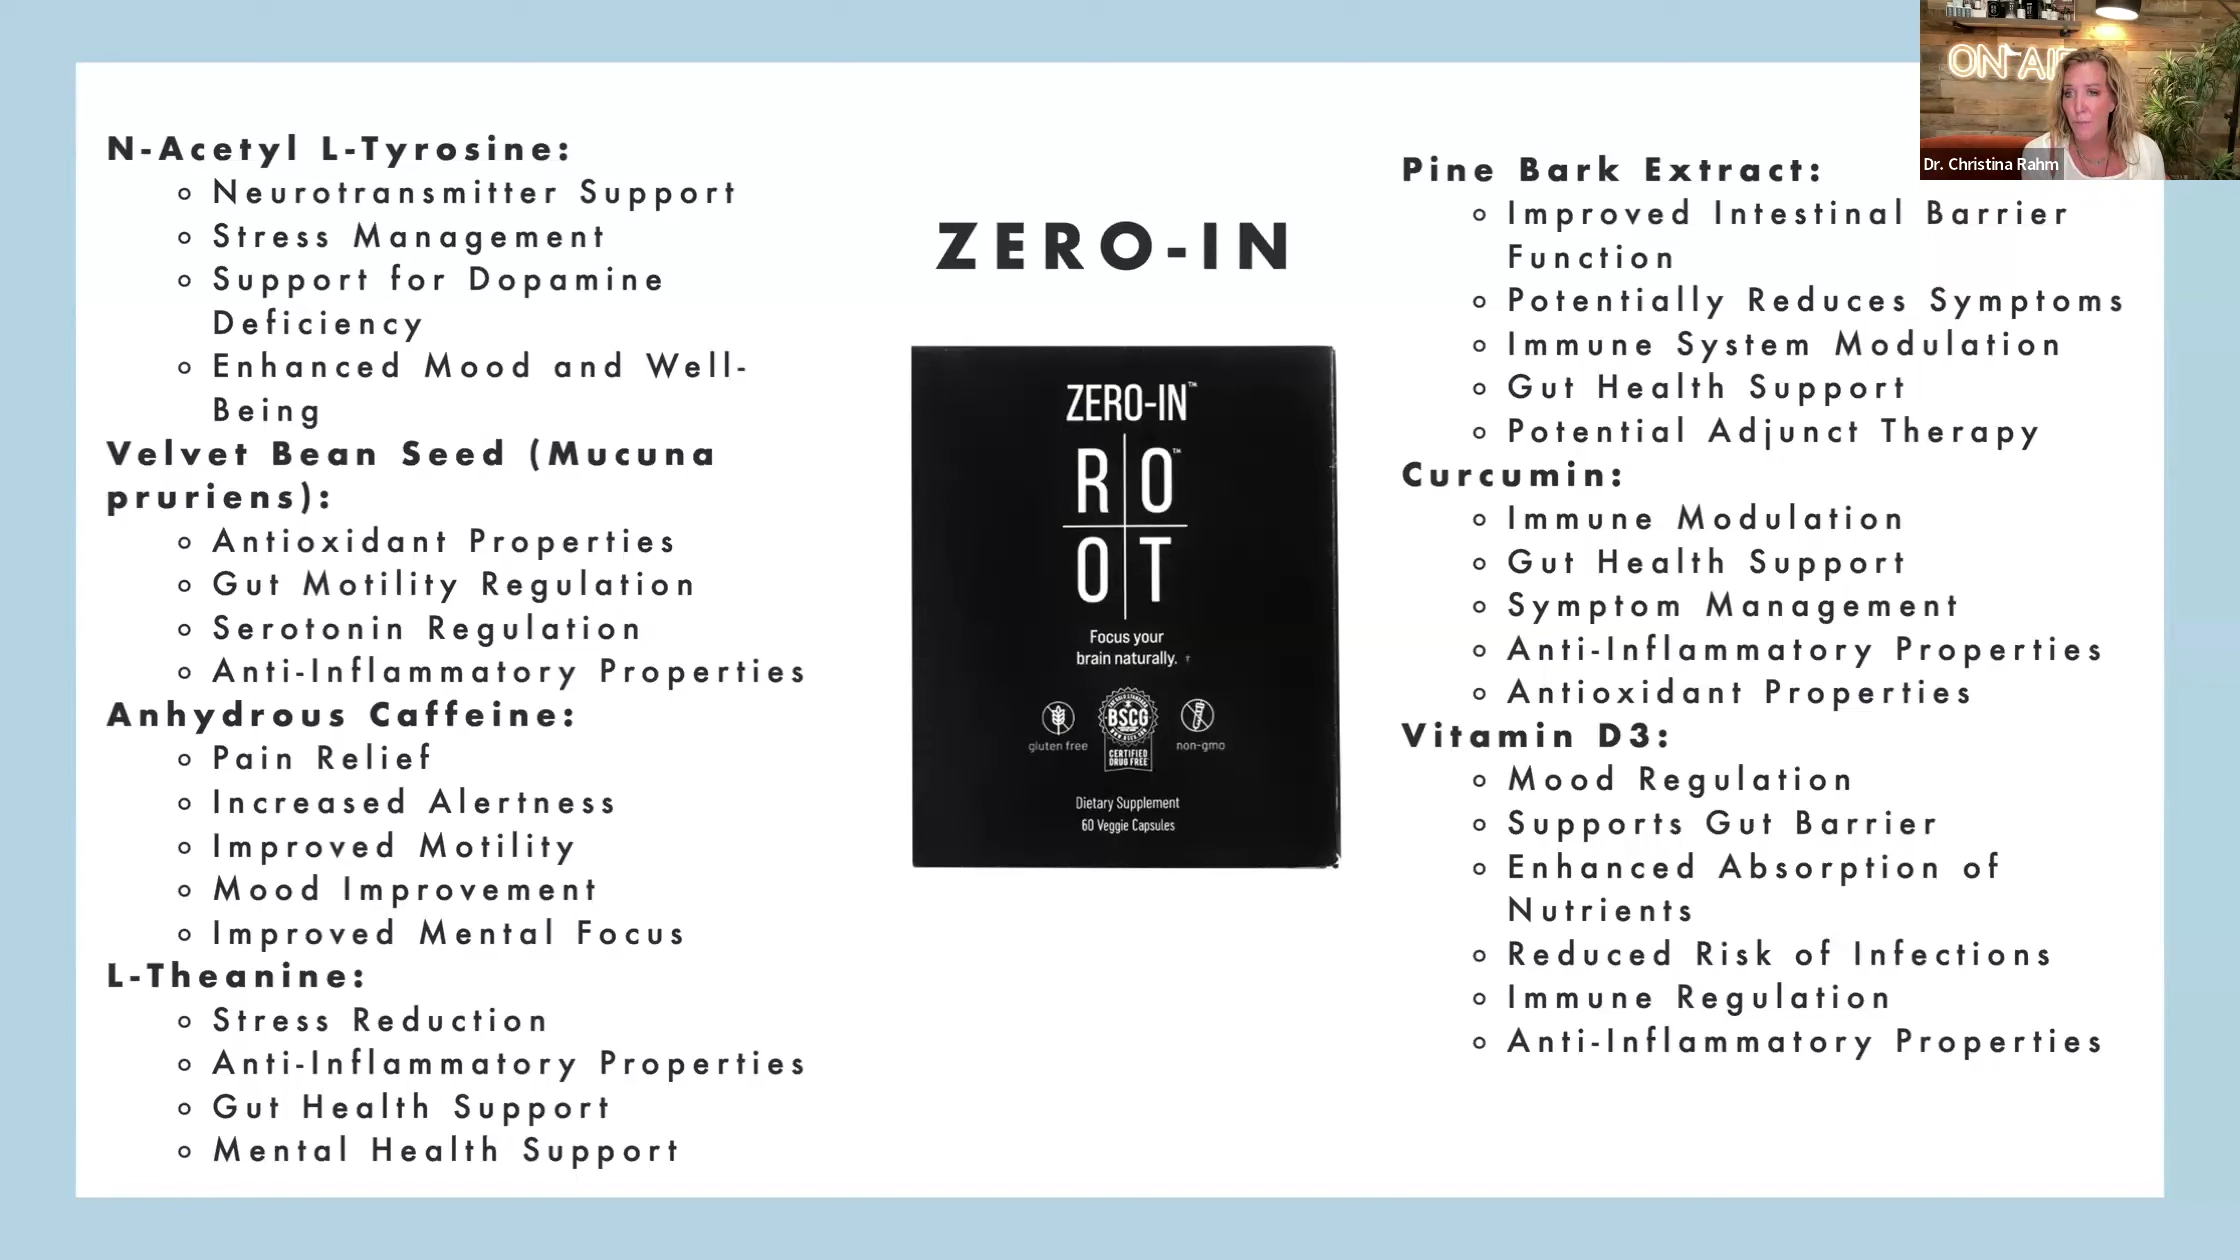 N-Acetyl L-Tyrosine:
Neurotransmitter Support
Stress Management
Support for Dopamine
Deficiency
Enhanced Mood and Well-
Being
Velvet Bean Seed (Mucuna
pruriens):
Antioxidant Properties
Gut Motility Regulation
Serotonin Regulation
Anti-Inflammatory Properties
Anhydrous Caffeine:
Pain Relief
Increased Alertness
Improved Motility
Mood Improvement
Improved Mental Focus
L-Theanine:
Stress Reduction
Anti-Inflammatory Properties
Gut Health Support
Mental Health Support
ZERO-IN
ZERO-IN™
R O™
O T
Focus your
brain naturally. †
gluten free
BSCG
CERTIFIED
DRUG FREE
non-gmo
Dietary Supplement
60 Veggie Capsules
ON AI
Dr. Christina Rahm
Pine Bark Extract:
Improved Intestinal Barrier
Function
Potentially Reduces Symptoms
Immune System Modulation
Gut Health Support
Potential Adjunct Therapy
Curcumin:
Immune Modulation
Gut Health Support
Symptom Management
Anti-Inflammatory Properties
Antioxidant Properties
Vitamin D3:
Mood Regulation
Supports Gut Barrier
Enhanced Absorption of
Nutrients
Reduced Risk of Infections
Immune Regulation
Anti-Inflammatory Properties